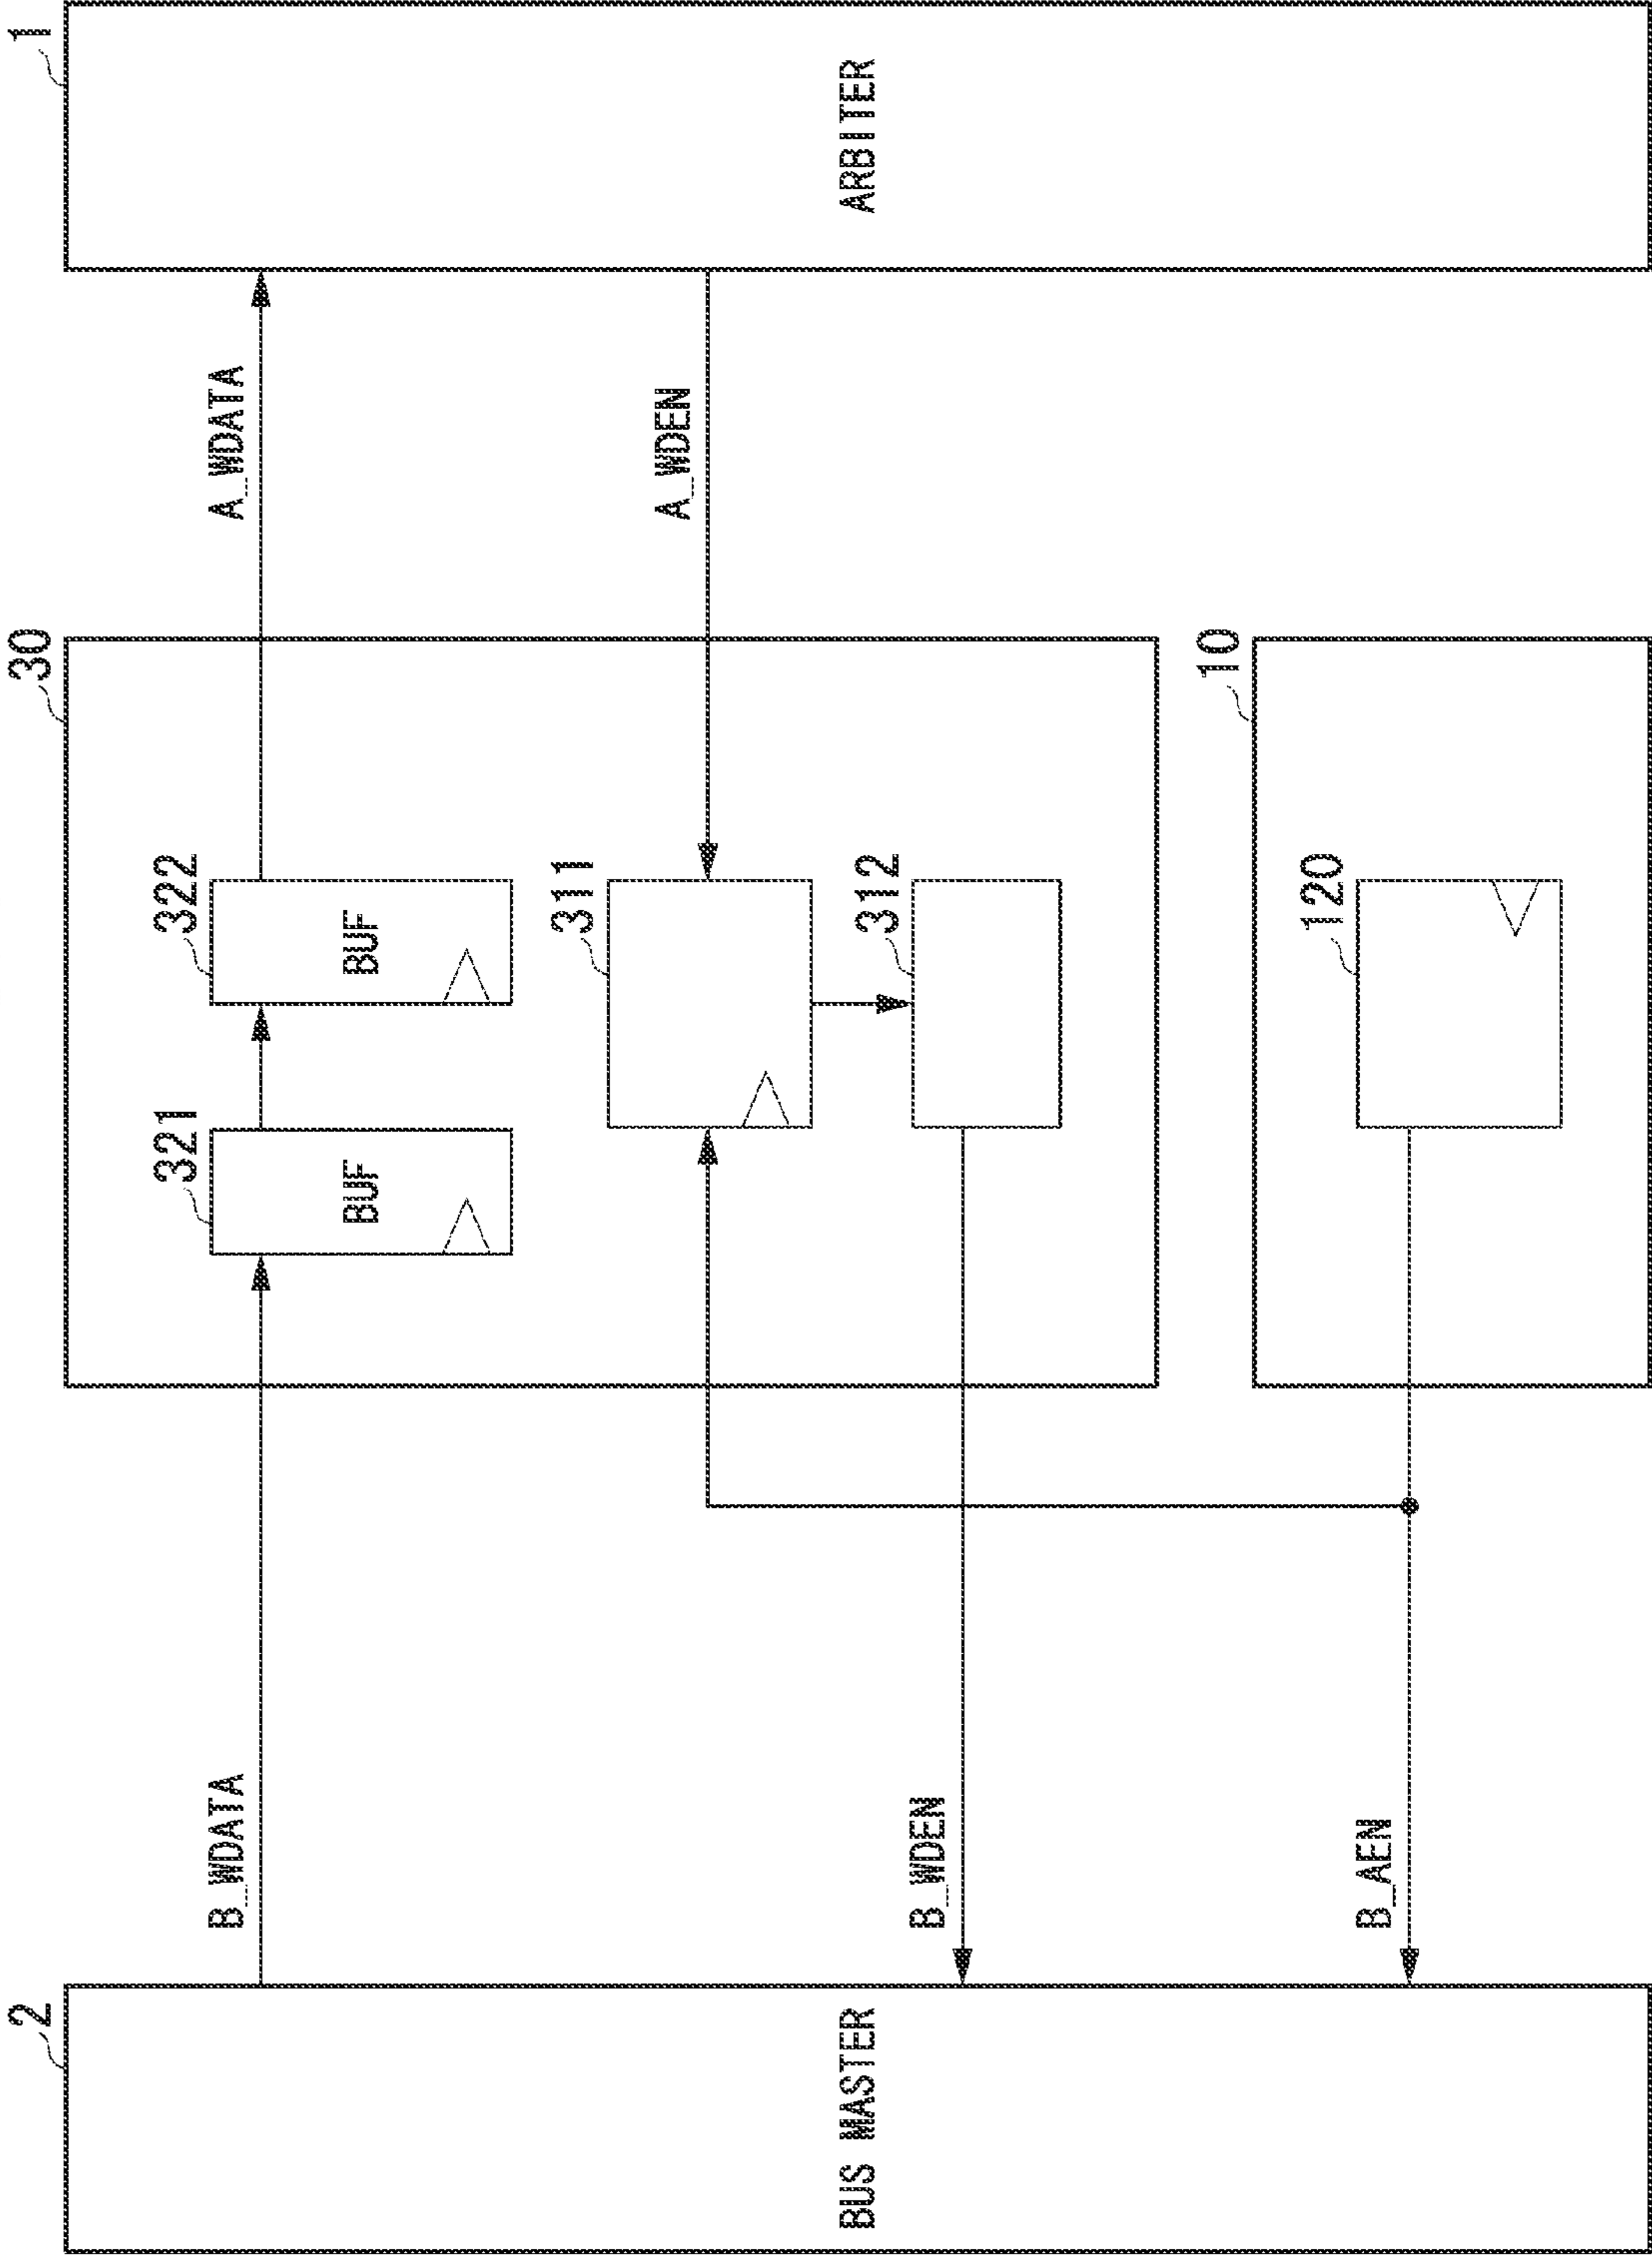 2
BUS MASTER
B_WDATA
B_WDEN
B_AEN
30
321
BUF
322
BUF
311
312
10
120
A_WDATA
A_WDEN
1
ARBITER